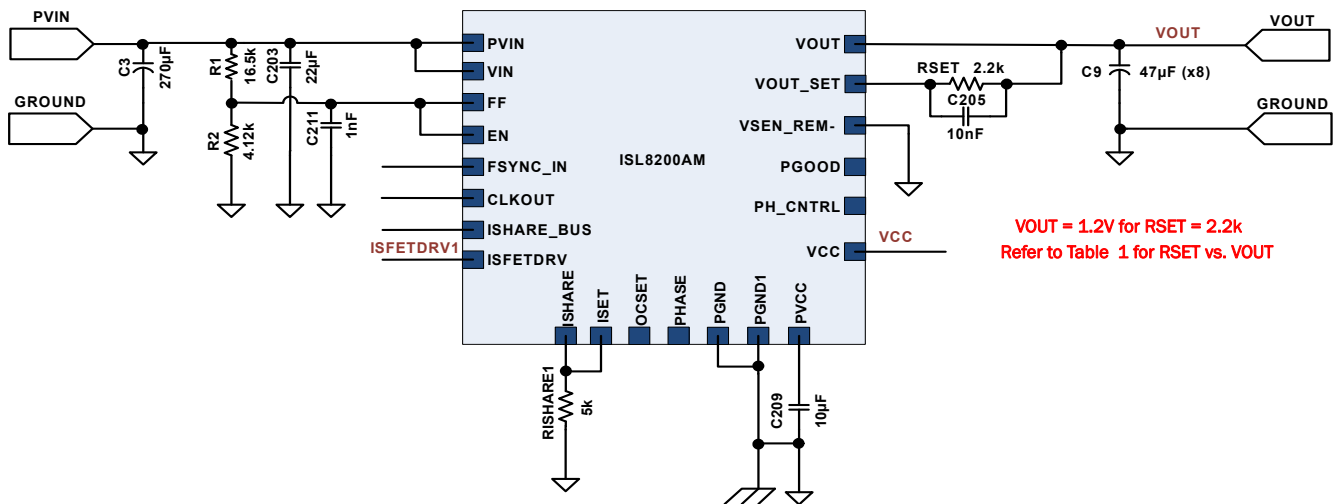 PVIN
GROUND
C3
270µF
R1
16.5k
C203
22µF
R2
4.12k
C211
1nF
PVIN
VIN
FF
EN
FSYNC_IN
CLKOUT
ISHARE_BUS
ISFETDRV1
ISFETDRV
ISL8200AM
VOUT
VOUT_SET
VSEN_REM-
PGOOD
PH_CNTRL
VCC
VCC
RSET 2.2k
C205
10nF
VOUT
VOUT
C9
47µF (x8)
GROUND
VOUT = 1.2V for RSET = 2.2k
Refer to Table 1 for RSET vs. VOUT
ISHARE
ISET
OCSET
PHASE
PGND
PGND1
PVCC
RISHARE1
5k
C209
10µF